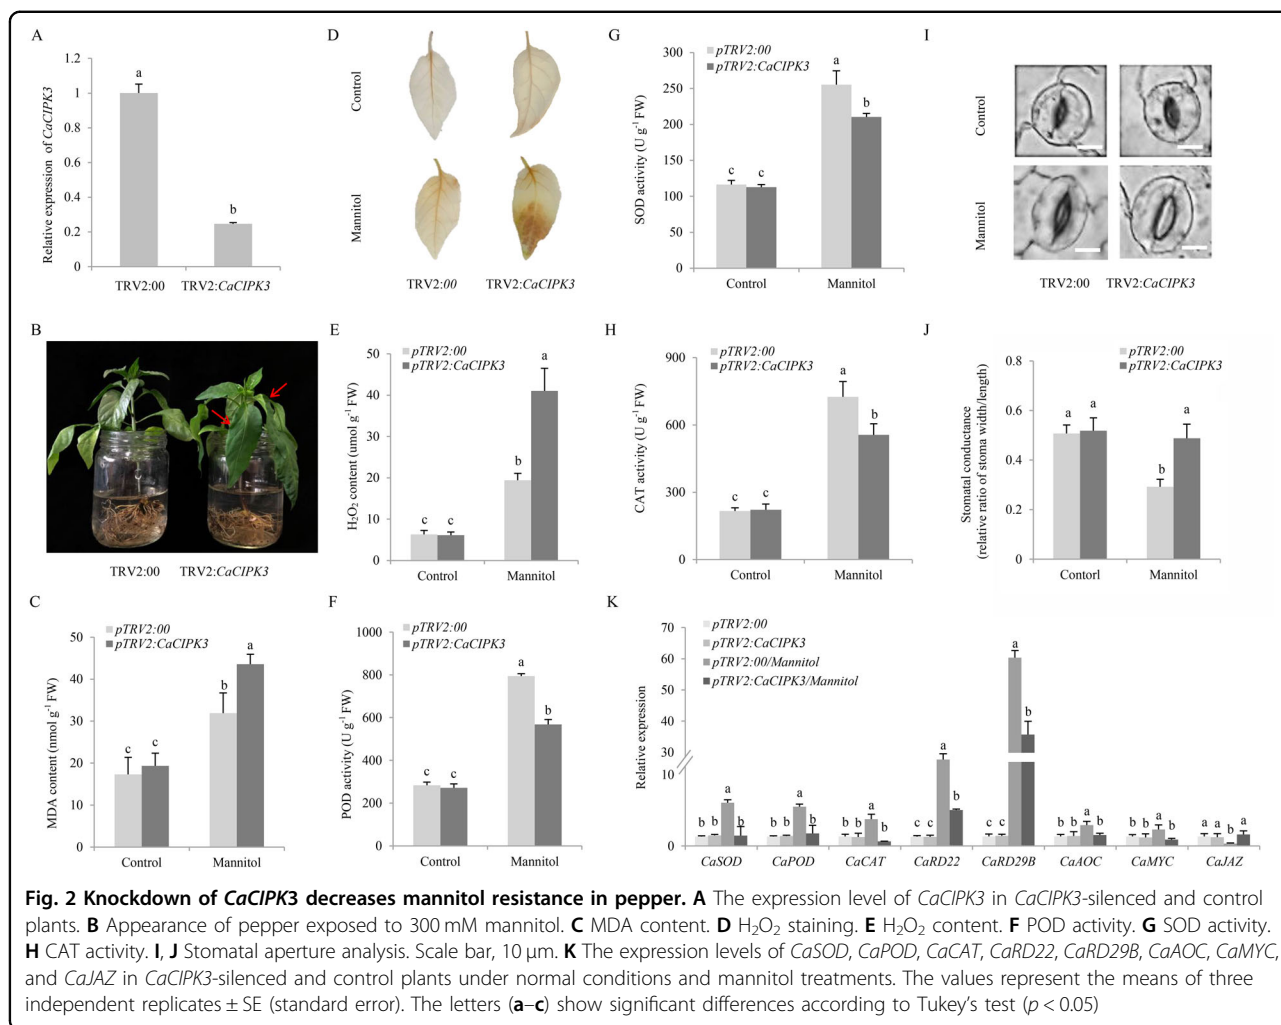 A
Relative expression of CaCIPK3
1.2
1
0.8
0.6
0.4
0.2
0
a
b
TRV2:00 TRV2:CaCIPK3
D
Control
Mannitol
TRV2:00 TRV2:CaCIPK3
G
pTRV2:00
pTRV2:CaCIPK3
SOD activity (U g⁻¹ FW)
300
250
200
150
100
50
0
c c a b
Control Mannitol
I
Control
Mannitol
TRV2:00 TRV2:CaCIPK3
B
TRV2:00 TRV2:CaCIPK3
E
pTRV2:00
pTRV2:CaCIPK3
H₂O₂ content (umol g⁻¹ FW)
50
40
30
20
10
0
c c b a
Control Mannitol
H
pTRV2:00
pTRV2:CaCIPK3
CAT activity (U g⁻¹ FW)
900
600
300
0
c c a b
Control Mannitol
J
pTRV2:00
pTRV2:CaCIPK3
Stomatal conductance
(relative ratio of stoma width/length)
0.8
0.6
0.4
0.2
0
a a b a
Contorl Mannitol
C
pTRV2:00
pTRV2:CaCIPK3
MDA content (nmol g⁻¹ FW)
50
40
30
20
10
0
c c b a
Control Mannitol
F
pTRV2:00
pTRV2:CaCIPK3
POD activity (U g⁻¹ FW)
1000
800
600
400
200
0
c c a b
Control Mannitol
K
pTRV2:00
pTRV2:CaCIPK3
pTRV2:00/Mannitol
pTRV2:CaCIPK3/Mannitol
Relative expression
70
60
50
40
30
10
0
b b a b
b b a b
b b a b
c c a b
c c a b
b b a b
b b a b
a a b a
CaSOD CaPOD CaCAT CaRD22 CaRD29B CaAOC CaMYC CaJAZ
Fig. 2 Knockdown of CaCIPK3 decreases mannitol resistance in pepper. A The expression level of CaCIPK3 in CaCIPK3-silenced and control
plants. B Appearance of pepper exposed to 300 mM mannitol. C MDA content. D H₂O₂ staining. E H₂O₂ content. F POD activity. G SOD activity.
H CAT activity. I, J Stomatal aperture analysis. Scale bar, 10 μm. K The expression levels of CaSOD, CaPOD, CaCAT, CaRD22, CaRD29B, CaAOC, CaMYC,
and CaJAZ in CaCIPK3-silenced and control plants under normal conditions and mannitol treatments. The values represent the means of three
independent replicates ± SE (standard error). The letters (a–c) show significant differences according to Tukey's test (p < 0.05)